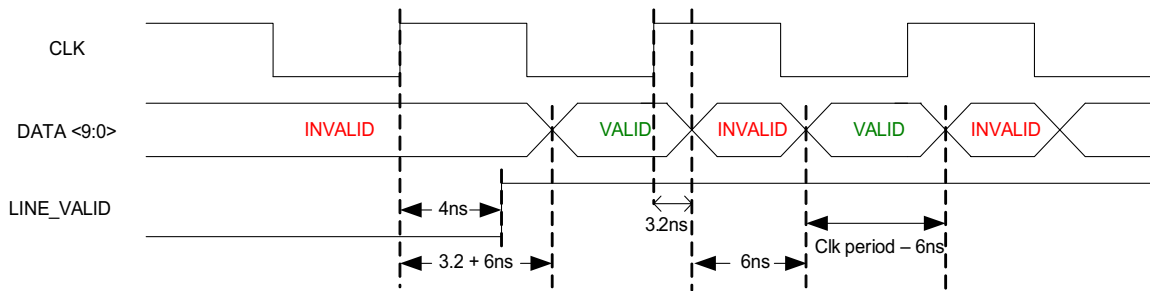 CLK
DATA <9:0>
INVALID
VALID
INVALID
VALID
INVALID
LINE_VALID
4ns
3.2ns
Clk period – 6ns
3.2 + 6ns
6ns